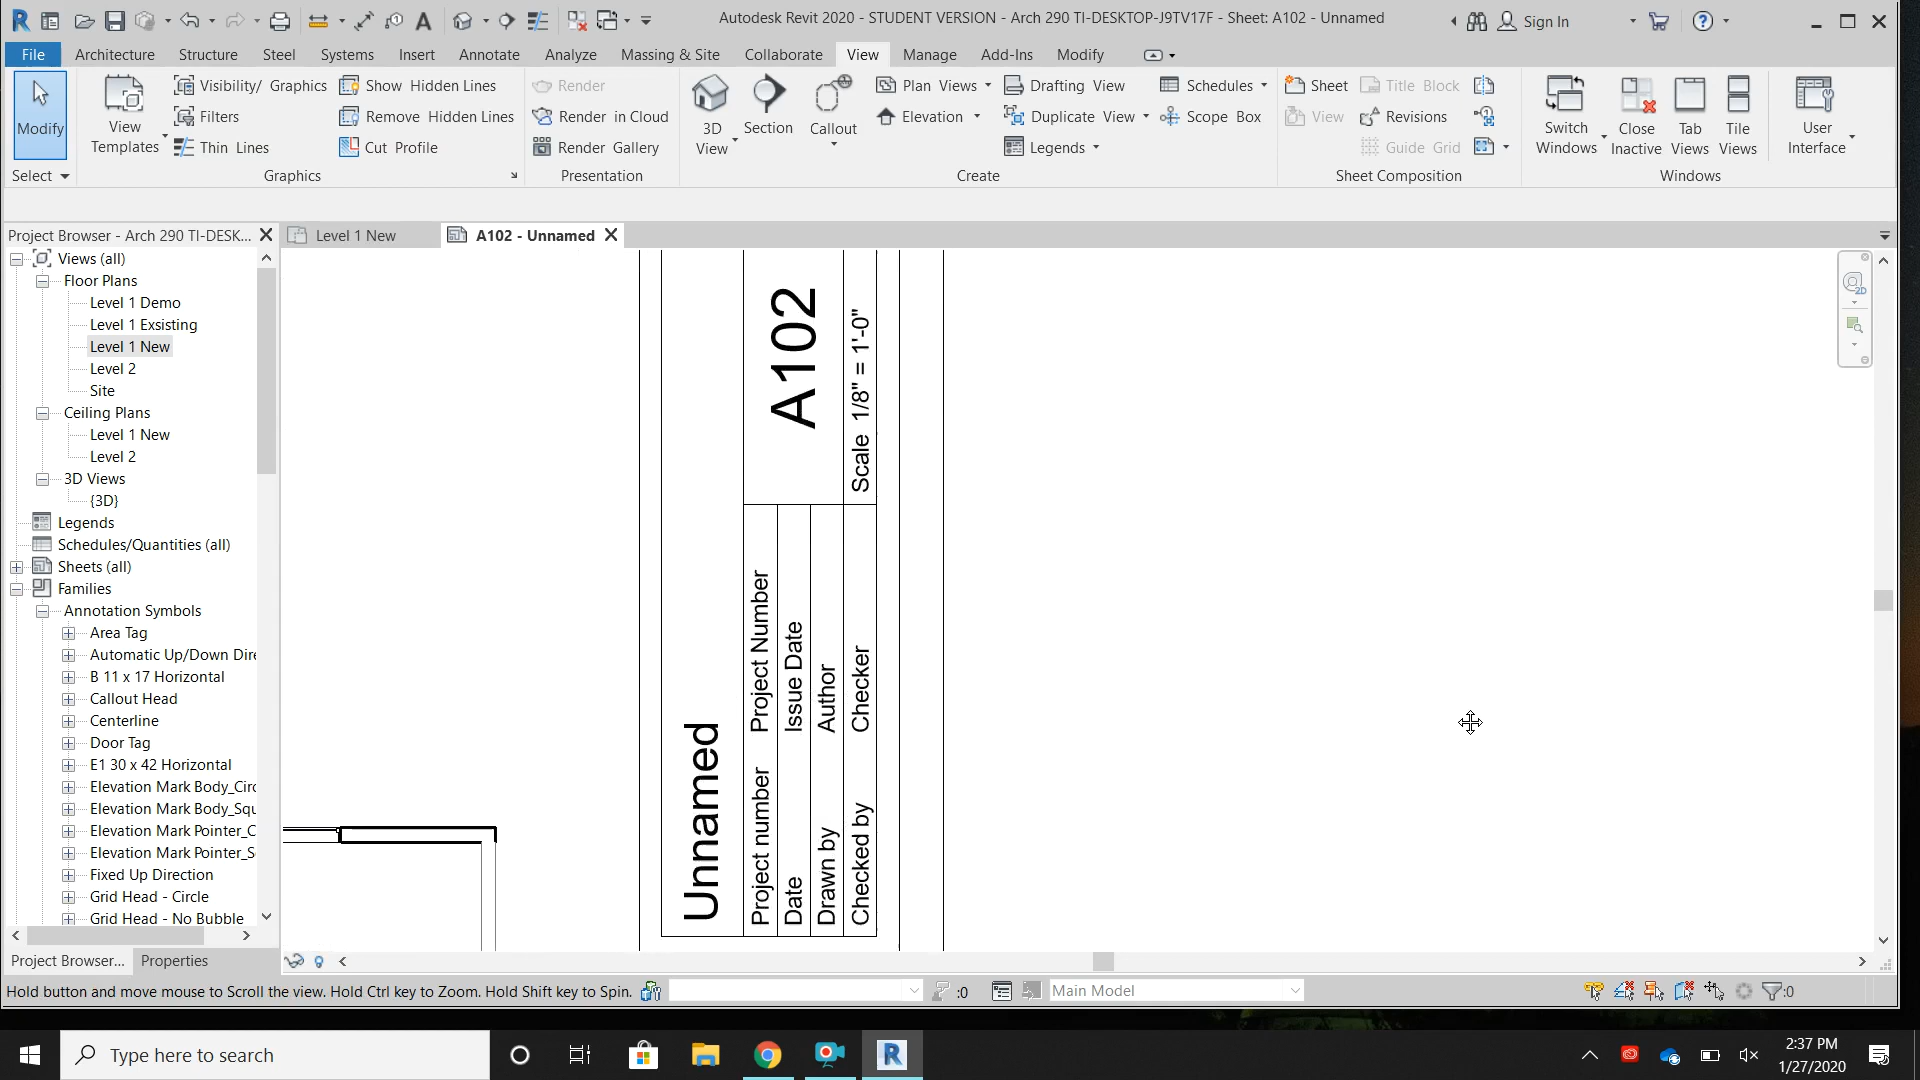 Autodesk Revit 2020 - STUDENT VERSION - Arch 290 TI-DESKTOP-J9TV17F - Sheet: A102 - Unnamed
Sign In
File Architecture Structure Steel Systems Insert Annotate Analyze Massing & Site Collaborate View Manage Add-Ins Modify
Modify
Select
View Templates
Visibility/ Graphics
Filters
Thin Lines
Show Hidden Lines
Remove Hidden Lines
Cut Profile
Graphics
Render
Render in Cloud
Render Gallery
Presentation
3D View
Section
Callout
Plan Views
Elevation
Drafting View
Duplicate View
Legends
Schedules
Scope Box
Create
Sheet
View
Title Block
Revisions
Guide Grid
Sheet Composition
Switch Windows
Close Inactive
Tab Views
Tile Views
Windows
User Interface
Project Browser - Arch 290 TI-DESK...
Level 1 New
A102 - Unnamed
Views (all)
Floor Plans
Level 1 Demo
Level 1 Exsisting
Level 1 New
Level 2
Site
Ceiling Plans
Level 1 New
Level 2
3D Views
{3D}
Legends
Schedules/Quantities (all)
Sheets (all)
Families
Annotation Symbols
Area Tag
Automatic Up/Down Dire
B 11 x 17 Horizontal
Callout Head
Centerline
Door Tag
E1 30 x 42 Horizontal
Elevation Mark Body_Circ
Elevation Mark Body_Squ
Elevation Mark Pointer_C
Elevation Mark Pointer_S
Fixed Up Direction
Grid Head - Circle
Grid Head - No Bubble
Project Browser...
Properties
Unnamed
Project number Project Number
Date Issue Date
Drawn by Author
Checked by Checker
A102
Scale 1/8" = 1'-0"
2D
Hold button and move mouse to Scroll the view. Hold Ctrl key to Zoom. Hold Shift key to Spin.
:0
Main Model
:0
Type here to search
2:37 PM
1/27/2020